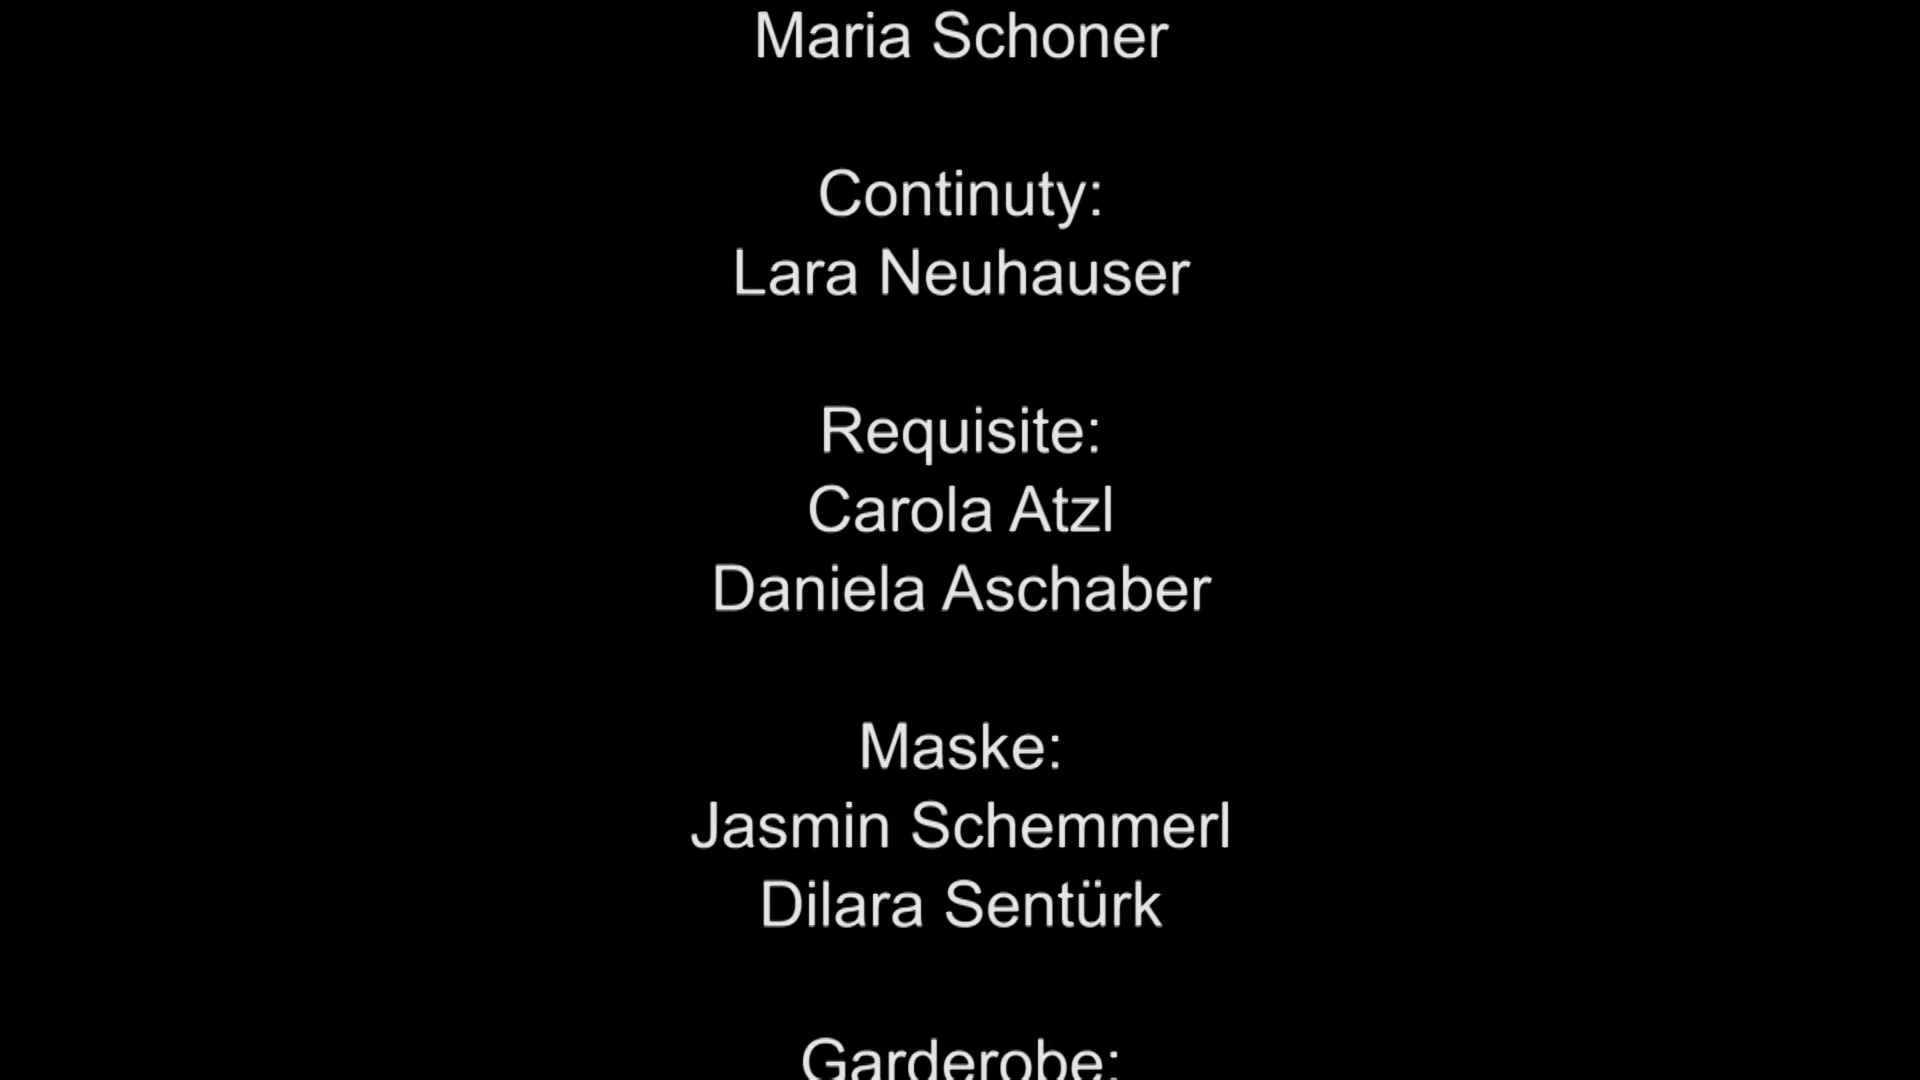 Maria Schoner
Continuty:
Lara Neuhauser
Requisite:
Carola Atzl
Daniela Aschaber
Maske:
Jasmin Schemmerl
Dilara Sentürk
Garderobe: